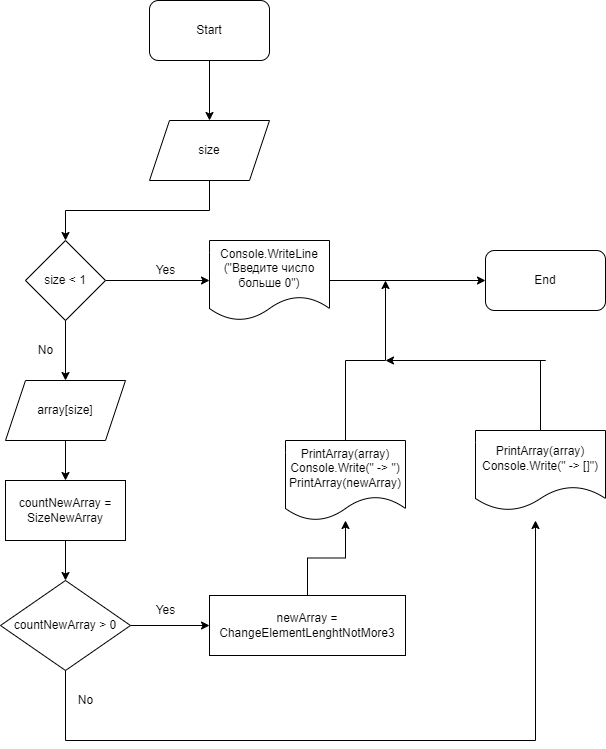 Start
size
size < 1
Yes
Console.WriteLine
("Введите число
больше 0")
End
No
array[size]
countNewArray =
SizeNewArray
PrintArray(array)
Console.Write(" -> ")
PrintArray(newArray)
PrintArray(array)
Console.Write(" -> []")
countNewArray > 0
Yes
newArray =
ChangeElementLenghtNotMore3
No